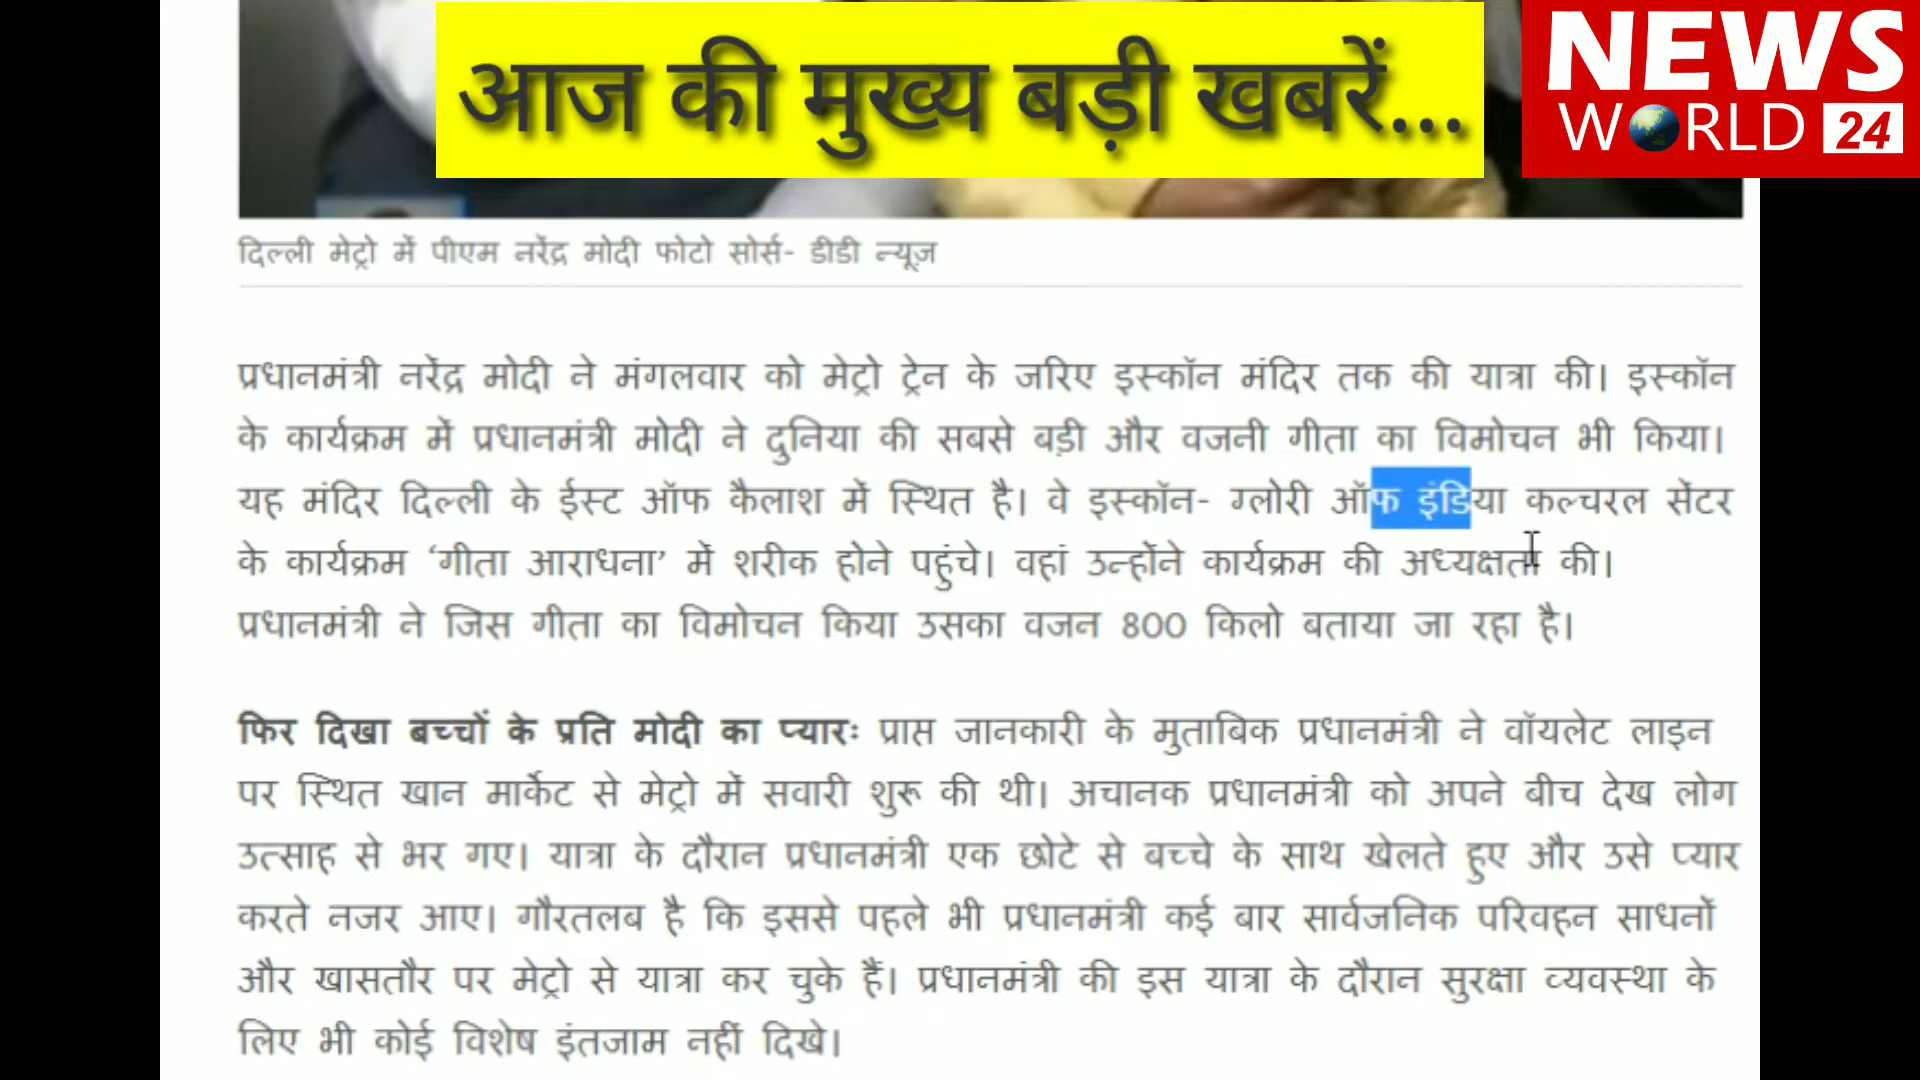 आज की मुख्य बड़ी खबरें...
NEWS
WORLD 24
दिल्ली मेट्रो में पीएम नरेंद्र मोदी फोटो सोर्स- डीडी न्यूज़
प्रधानमंत्री नरेंद्र मोदी ने मंगलवार को मेट्रो ट्रेन के जरिए इस्कॉन मंदिर तक की यात्रा की। इस्कॉन
के कार्यक्रम में प्रधानमंत्री मोदी ने दुनिया की सबसे बड़ी और वजनी गीता का विमोचन भी किया।
यह मंदिर दिल्ली के ईस्ट ऑफ कैलाश में स्थित है। वे इस्कॉन- ग्लोरी ऑफ इंडिया कल्चरल सेंटर
के कार्यक्रम ‘गीता आराधना’ में शरीक होने पहुंचे। वहां उन्होंने कार्यक्रम की अध्यक्षता की।
प्रधानमंत्री ने जिस गीता का विमोचन किया उसका वजन 800 किलो बताया जा रहा है।
फिर दिखा बच्चों के प्रति मोदी का प्यारः प्राप्त जानकारी के मुताबिक प्रधानमंत्री ने वॉयलेट लाइन
पर स्थित खान मार्केट से मेट्रो में सवारी शुरू की थी। अचानक प्रधानमंत्री को अपने बीच देख लोग
उत्साह से भर गए। यात्रा के दौरान प्रधानमंत्री एक छोटे से बच्चे के साथ खेलते हुए और उसे प्यार
करते नजर आए। गौरतलब है कि इससे पहले भी प्रधानमंत्री कई बार सार्वजनिक परिवहन साधनों
और खासतौर पर मेट्रो से यात्रा कर चुके हैं। प्रधानमंत्री की इस यात्रा के दौरान सुरक्षा व्यवस्था के
लिए भी कोई विशेष इंतजाम नहीं दिखे।